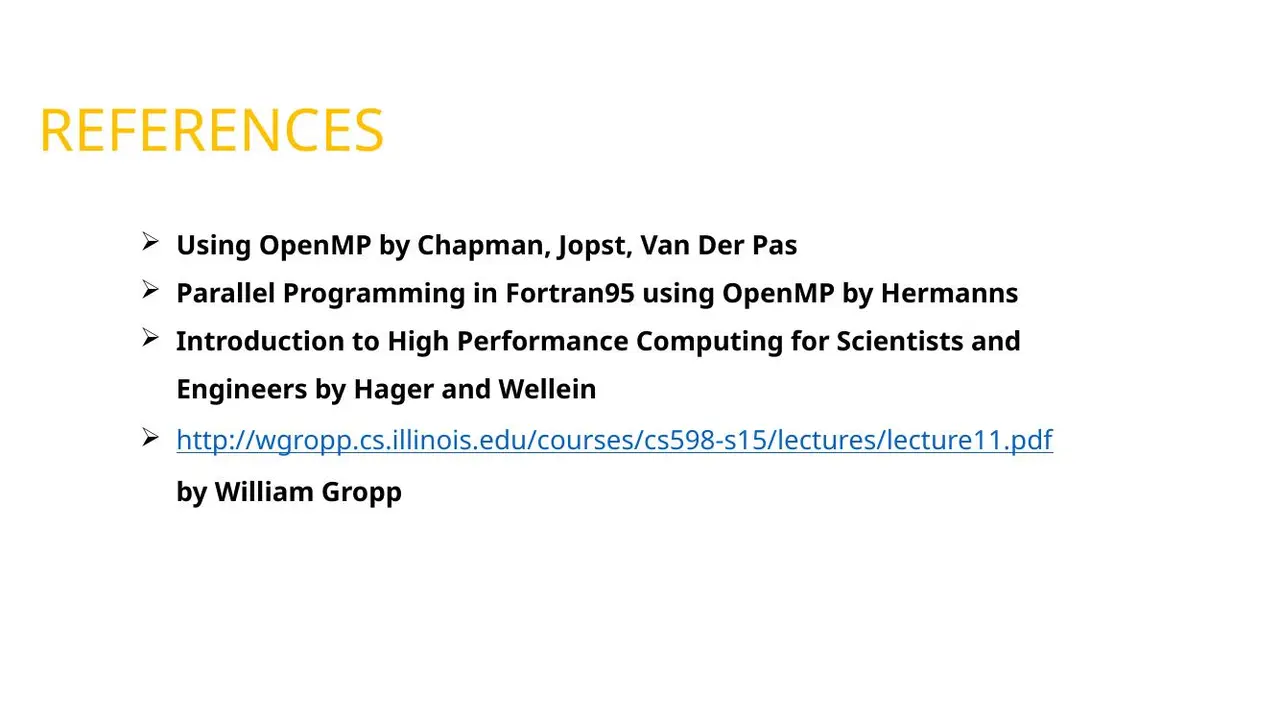 REFERENCES
Using OpenMP by Chapman, Jopst, Van Der Pas
Parallel Programming in Fortran95 using OpenMP by Hermanns
Introduction to High Performance Computing for Scientists and
Engineers by Hager and Wellein
http://wgropp.cs.illinois.edu/courses/cs598-s15/lectures/lecture11.pdf
by William Gropp